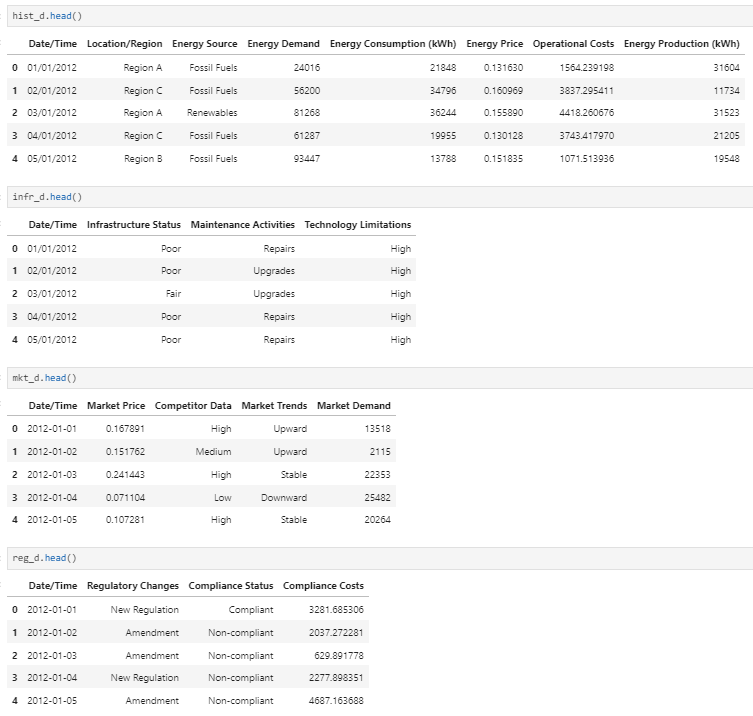 hist_d.head()
Date/Time Location/Region Energy Source Energy Demand Energy Consumption (kWh) Energy Price Operational Costs Energy Production (kWh)
0 01/01/2012 Region A Fossil Fuels 24016 21848 0.131630 1564.239198 31604
1 02/01/2012 Region C Fossil Fuels 56200 34796 0.160969 3837.295411 11734
2 03/01/2012 Region A Renewables 81268 36244 0.155890 4418.260676 31523
3 04/01/2012 Region C Fossil Fuels 61287 19955 0.130128 3743.417970 21205
4 05/01/2012 Region B Fossil Fuels 93447 13788 0.151835 1071.513936 19548
infr_d.head()
Date/Time Infrastructure Status Maintenance Activities Technology Limitations
0 01/01/2012 Poor Repairs High
1 02/01/2012 Poor Upgrades High
2 03/01/2012 Fair Upgrades High
3 04/01/2012 Poor Repairs High
4 05/01/2012 Poor Repairs High
mkt_d.head()
Date/Time Market Price Competitor Data Market Trends Market Demand
0 2012-01-01 0.167891 High Upward 13518
1 2012-01-02 0.151762 Medium Upward 2115
2 2012-01-03 0.241443 High Stable 22353
3 2012-01-04 0.071104 Low Downward 25482
4 2012-01-05 0.107281 High Stable 20264
reg_d.head()
Date/Time Regulatory Changes Compliance Status Compliance Costs
0 2012-01-01 New Regulation Compliant 3281.685306
1 2012-01-02 Amendment Non-compliant 2037.272281
2 2012-01-03 Amendment Non-compliant 629.891778
3 2012-01-04 New Regulation Non-compliant 2277.898351
4 2012-01-05 Amendment Non-compliant 4687.163688